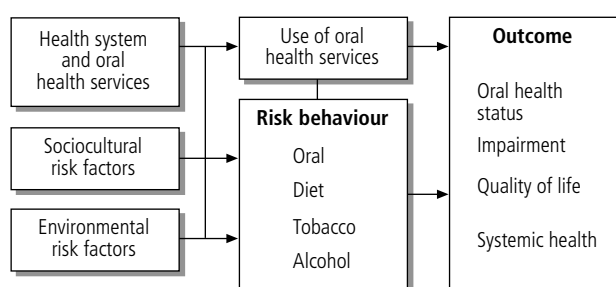 Health system
and oral
health services
Sociocultural
risk factors
Environmental
risk factors
Use of oral
health services
Risk behaviour
Oral
Diet
Tobacco
Alcohol
Outcome
Oral health
status
Impairment
Quality of life
Systemic health